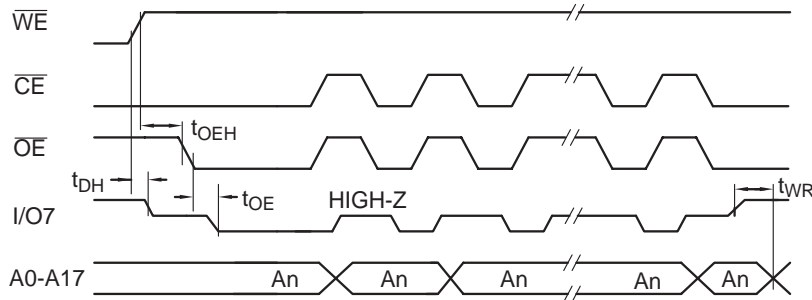 WE
CE
tOEH
OE
tDH
tOE
HIGH-Z
tWR
I/O7
A0-A17 An An An An An